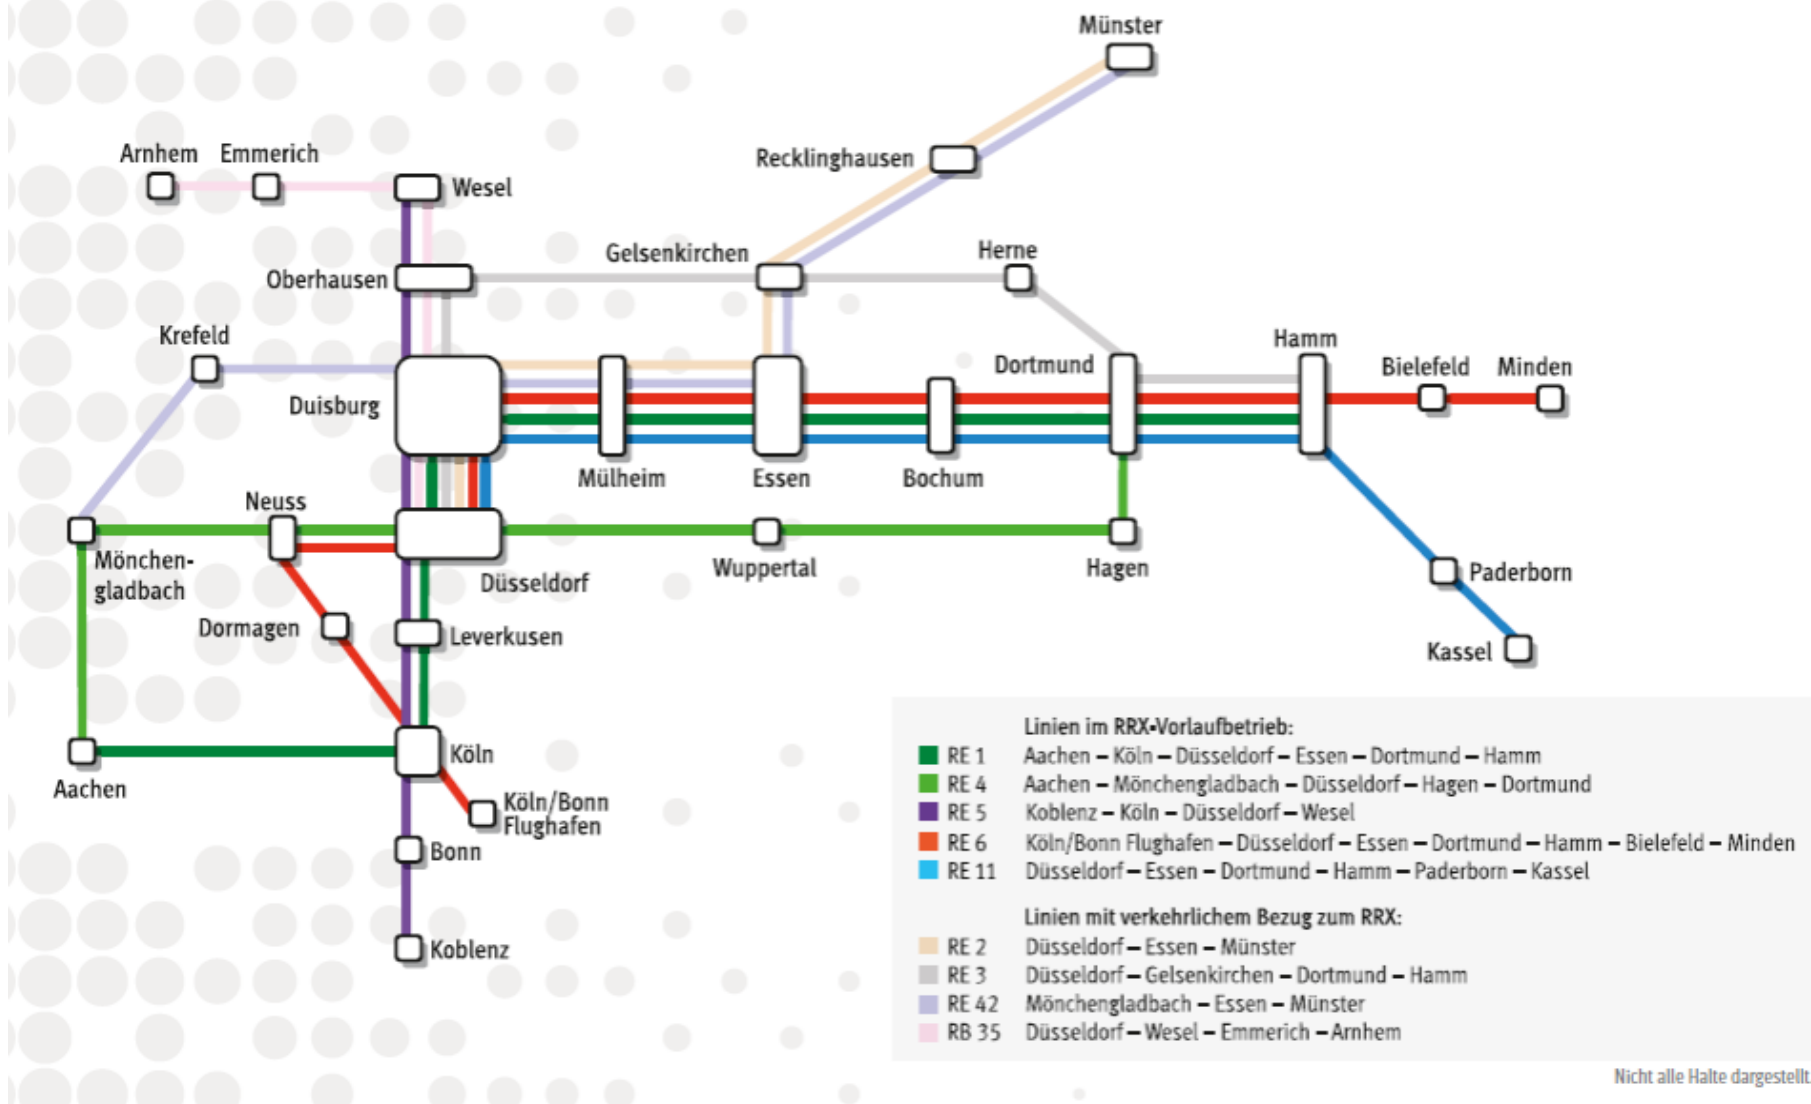 Münster
Arnhem
Emmerich
Recklinghausen
Wesel
Gelsenkirchen
Herne
Oberhausen
Krefeld
Dortmund
Hamm
Bielefeld
Minden
Duisburg
Mülheim
Essen
Bochum
Neuss
Mönchen-
gladbach
Düsseldorf
Wuppertal
Hagen
Paderborn
Dormagen
Leverkusen
Kassel
Köln
Aachen
Köln/Bonn
Flughafen
Bonn
Koblenz
Linien im RRX-Vorlaufbetrieb:
RE 1 Aachen – Köln – Düsseldorf – Essen – Dortmund – Hamm
RE 4 Aachen – Mönchengladbach – Düsseldorf – Hagen – Dortmund
RE 5 Koblenz – Köln – Düsseldorf – Wesel
RE 6 Köln/Bonn Flughafen – Düsseldorf – Essen – Dortmund – Hamm – Bielefeld – Minden
RE 11 Düsseldorf – Essen – Dortmund – Hamm – Paderborn – Kassel
Linien mit verkehrlichem Bezug zum RRX:
RE 2 Düsseldorf – Essen – Münster
RE 3 Düsseldorf – Gelsenkirchen – Dortmund – Hamm
RE 42 Mönchengladbach – Essen – Münster
RB 35 Düsseldorf – Wesel – Emmerich – Arnhem
Nicht alle Halte dargestellt